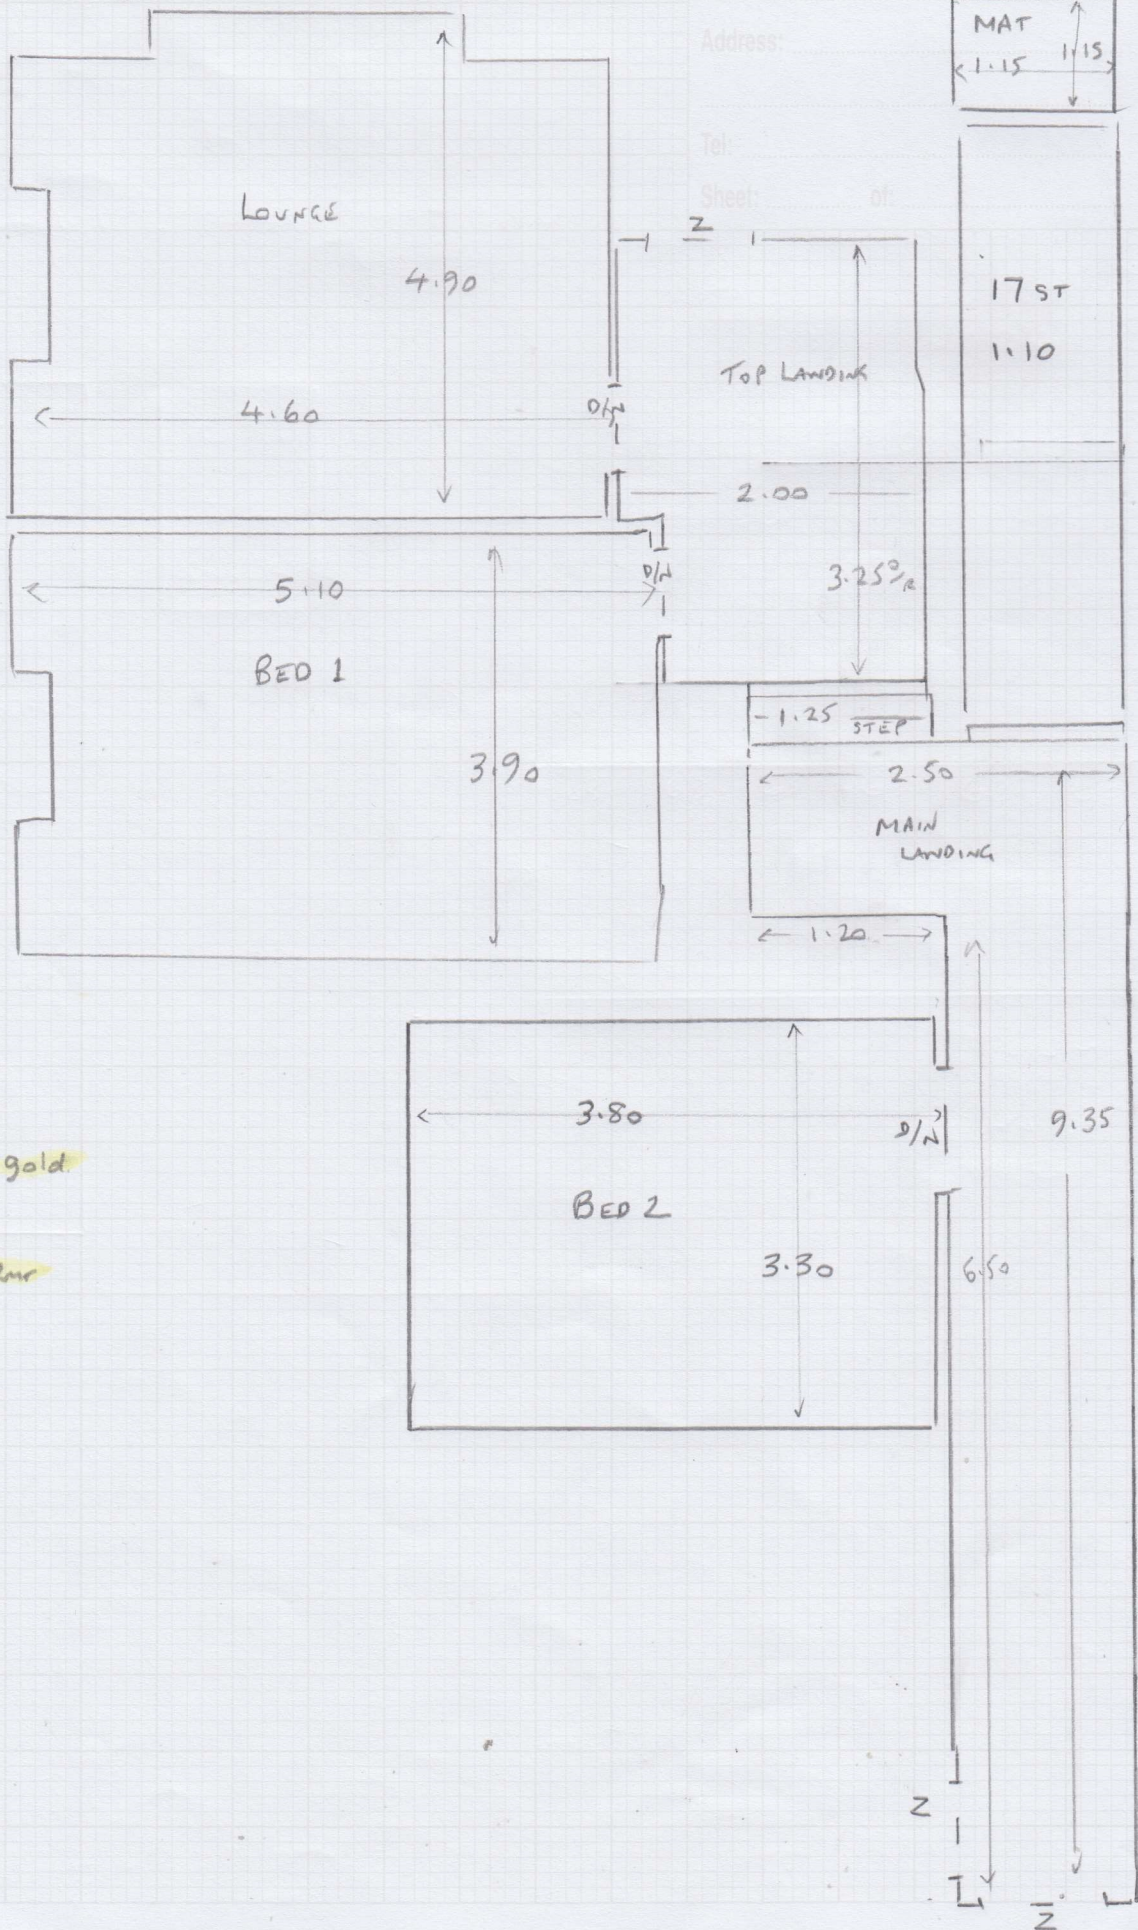 Address:
MAT
1.15
1.15
Tel:
Sheet: of:
LOUNGE
Z
4.90
17 ST
1.10
TOP LANDING
4.60
D/N
2.00
5.10
D/N
3.25
BED 1
-1.25 STEP
3.90
2.50
MAIN
LANDING
1.20
3.80
D/N
9.35
gold
BED 2
3.30
6.50
Z
Z